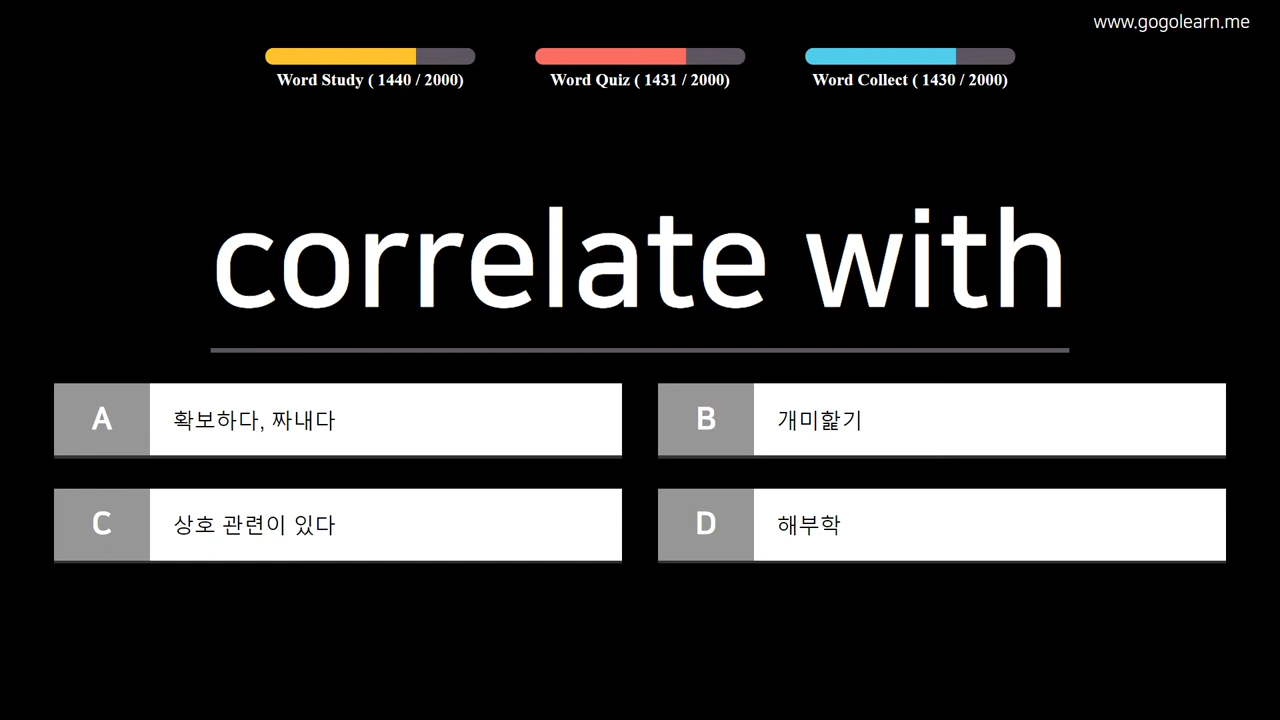 www.gogolearn.me
Word Study ( 1440 / 2000)
Word Quiz ( 1431 / 2000)
Word Collect ( 1430 / 2000)
correlate with
A 확보하다, 짜내다
B 개미핥기
C 상호 관련이 있다
D 해부학